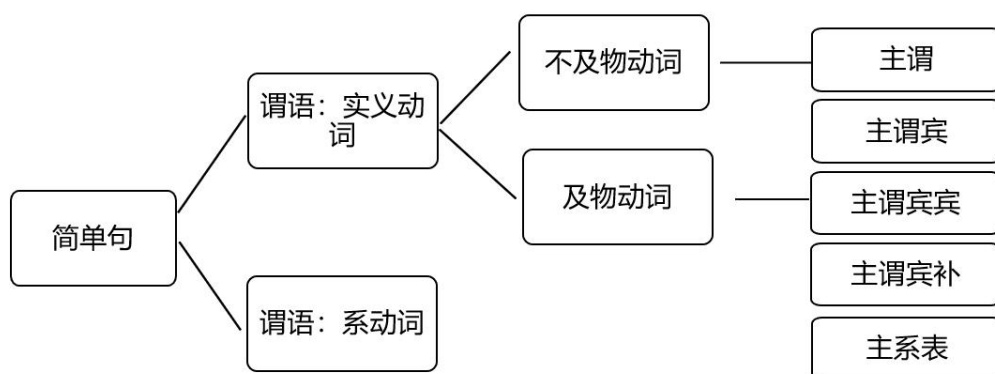 简单句
谓语：实义动
词
谓语：系动词
不及物动词
及物动词
主谓
主谓宾
主谓宾宾
主谓宾补
主系表